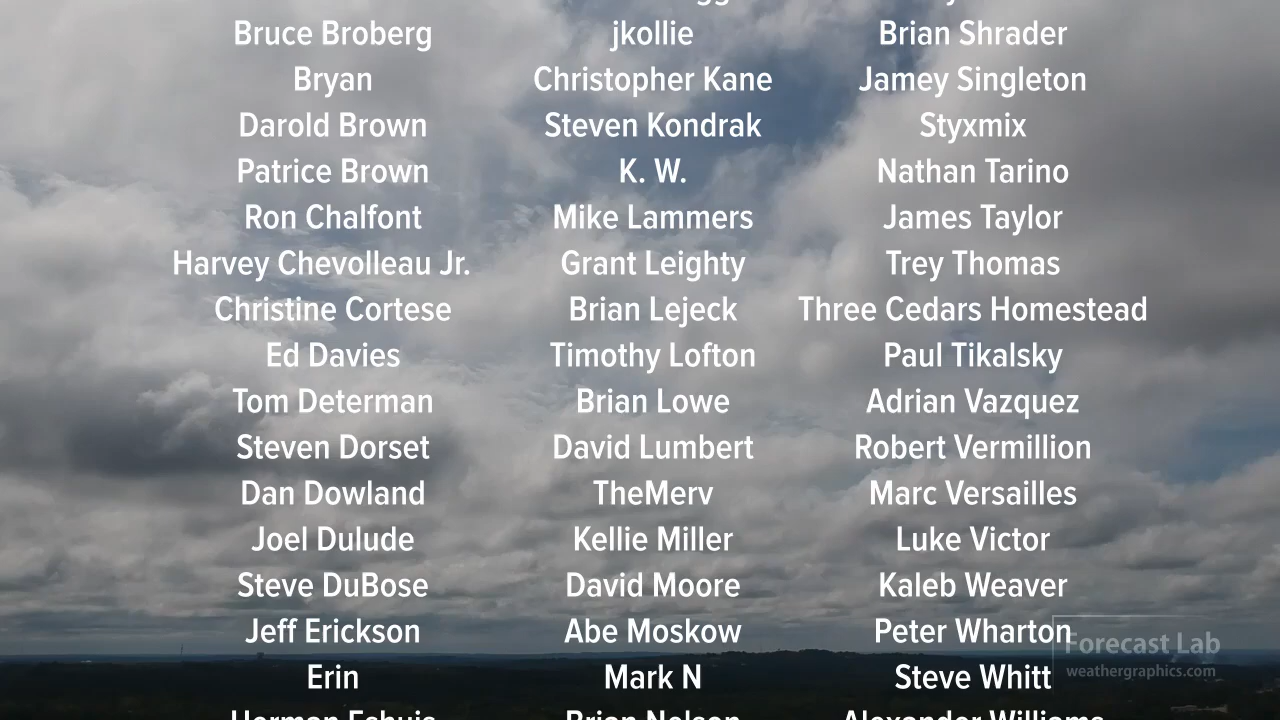 Bruce Broberg
Bryan
Darold Brown
Patrice Brown
Ron Chalfont
Harvey Chevolleau Jr.
Christine Cortese
Ed Davies
Tom Determan
Steven Dorset
Dan Dowland
Joel Dulude
Steve DuBose
Jeff Erickson
Erin
jkollie
Christopher Kane
Steven Kondrak
K. W.
Mike Lammers
Grant Leighty
Brian Lejeck
Timothy Lofton
Brian Lowe
David Lumbert
TheMerv
Kellie Miller
David Moore
Abe Moskow
Mark N
Brian Nelson
Brian Shrader
Jamey Singleton
Styxmix
Nathan Tarino
James Taylor
Trey Thomas
Three Cedars Homestead
Paul Tikalsky
Adrian Vazquez
Robert Vermillion
Marc Versailles
Luke Victor
Kaleb Weaver
Peter Wharton
Steve Whitt
Alexander Williams
Forecast Lab
weathergraphics.com